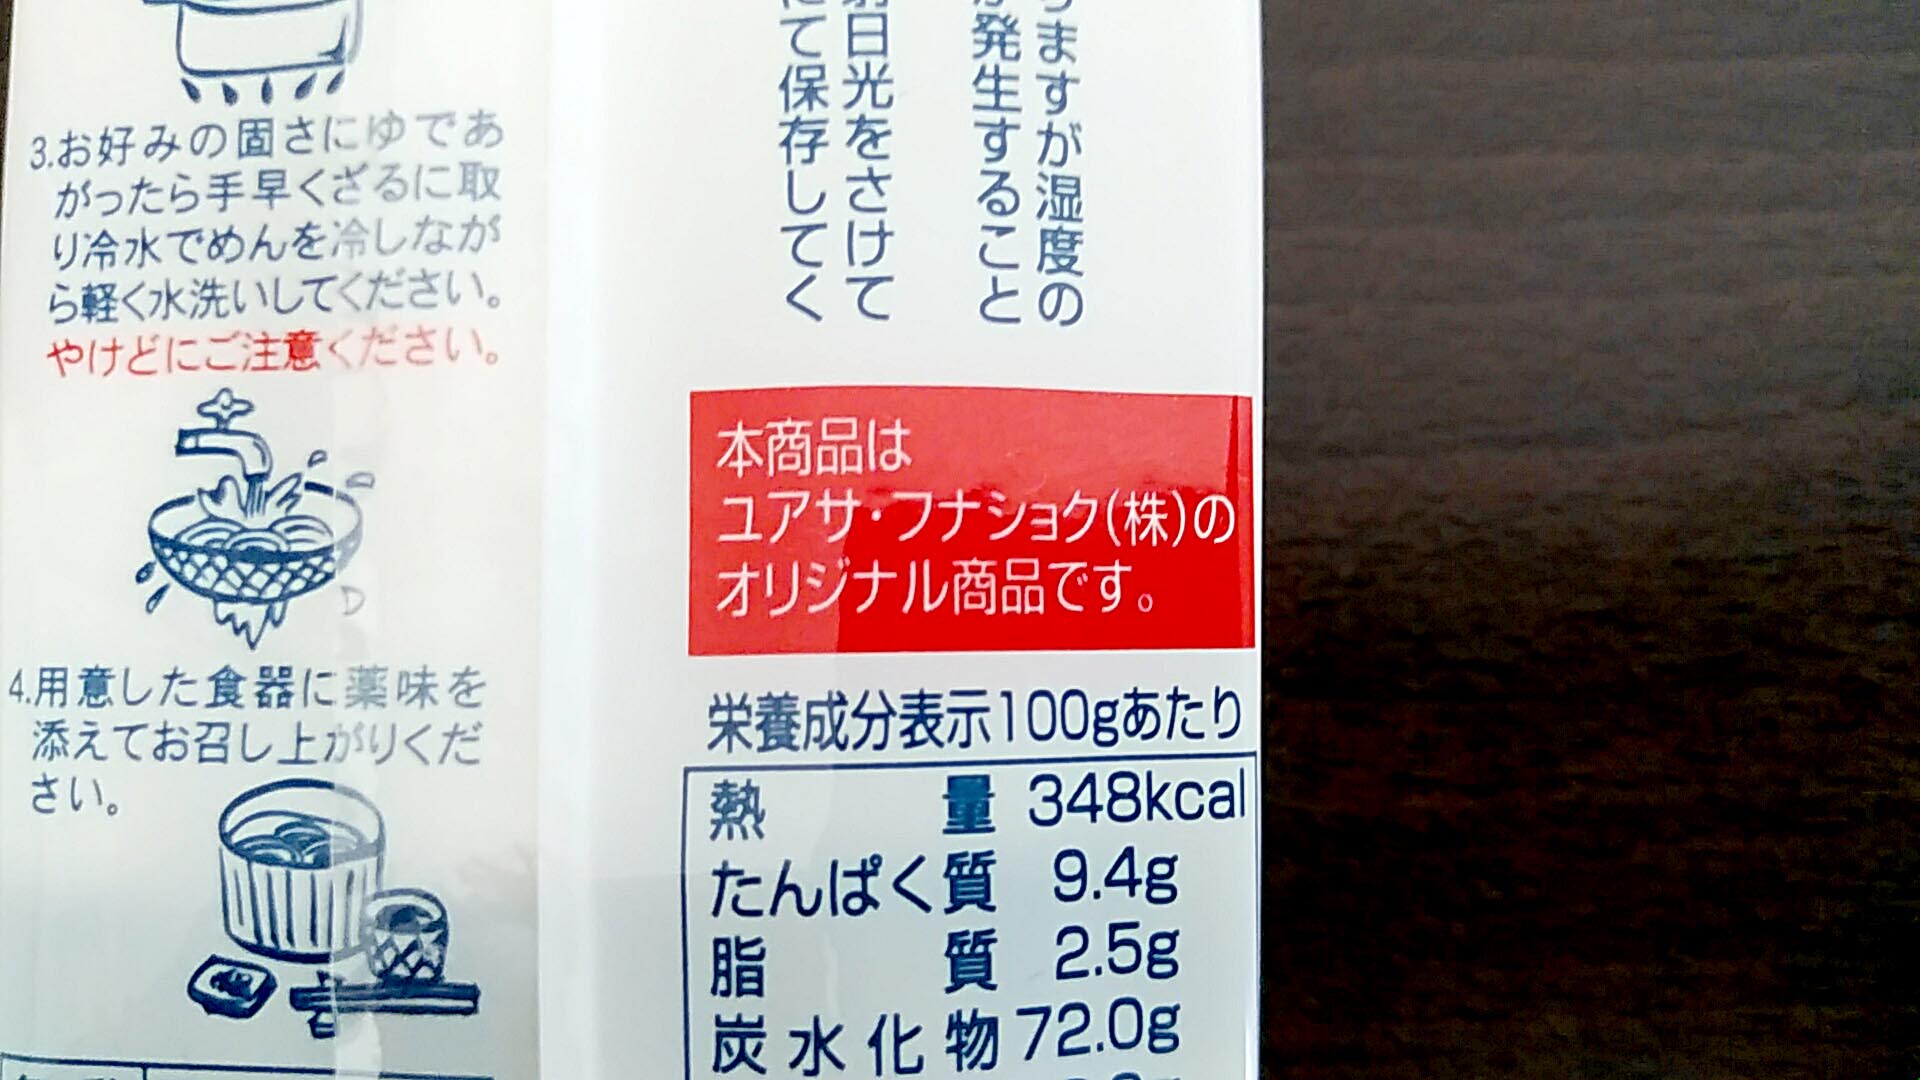 3.お好みの固さにゆであ
がったら手早くざるに取
り冷水でめんを冷しなが
ら軽く水洗いしてください。
やけどにご注意ください。
4.用意した食器に薬味を
添えてお召し上がりくだ
さい。
りますが湿度の
発生すること
射日光をさけて
にて保存してく
本商品は
ユアサ・フナショク(株)の
オリジナル商品です。
栄養成分表示100gあたり
熱量 348kcal
たんぱく質 9.4g
脂質 2.5g
炭水化物 72.0g